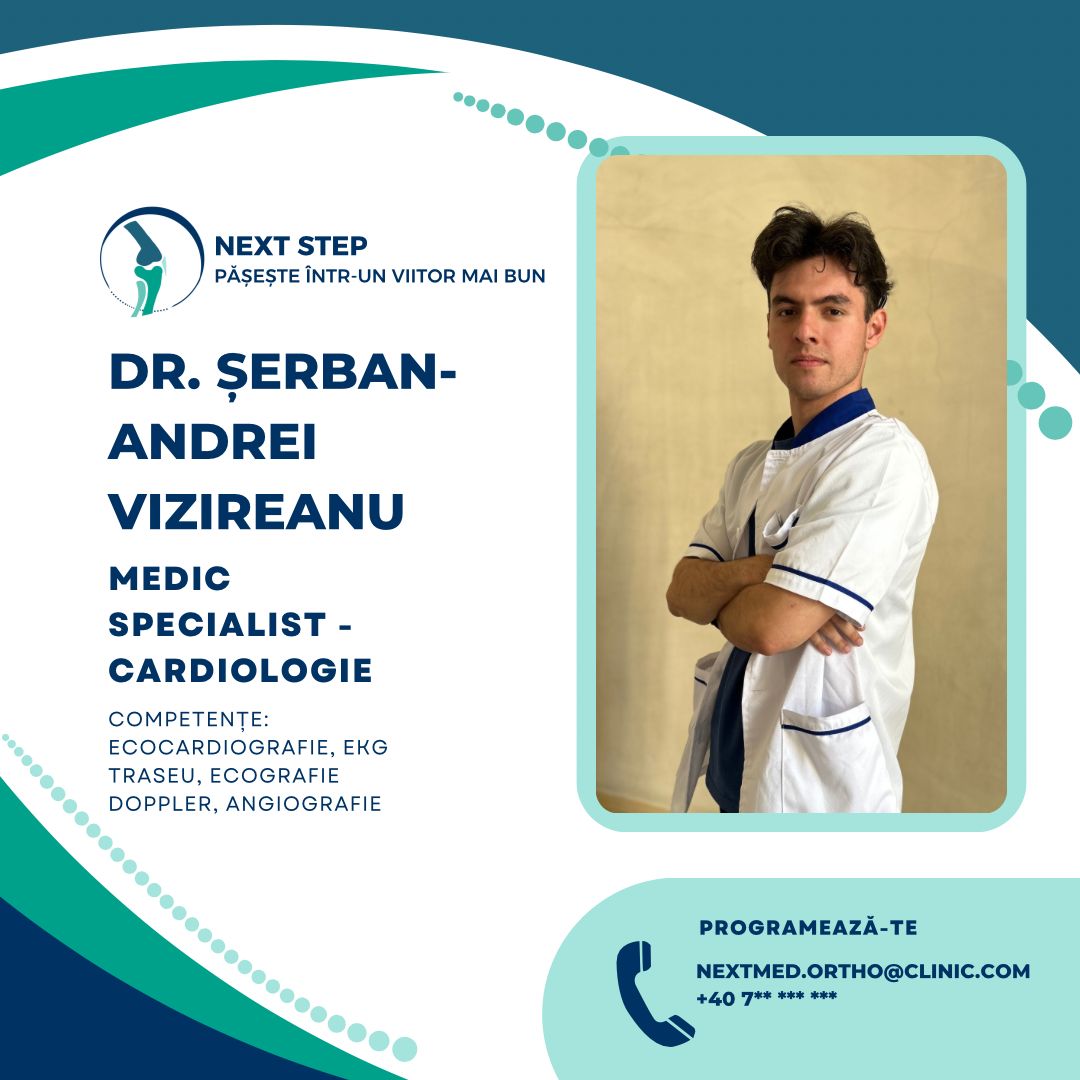 NEXT STEP
PĂȘEȘTE ÎNTR-UN VIITOR MAI BUN
DR. ȘERBAN-
ANDREI
VIZIREANU
MEDIC
SPECIALIST -
CARDIOLOGIE
COMPETENȚE:
ECOCARDIOGRAFIE, EKG
TRASEU, ECOGRAFIE
DOPPLER, ANGIOGRAFIE
PROGRAMEAZĂ-TE
NEXTMED.ORTHO@CLINIC.COM
+40 7** *** ***